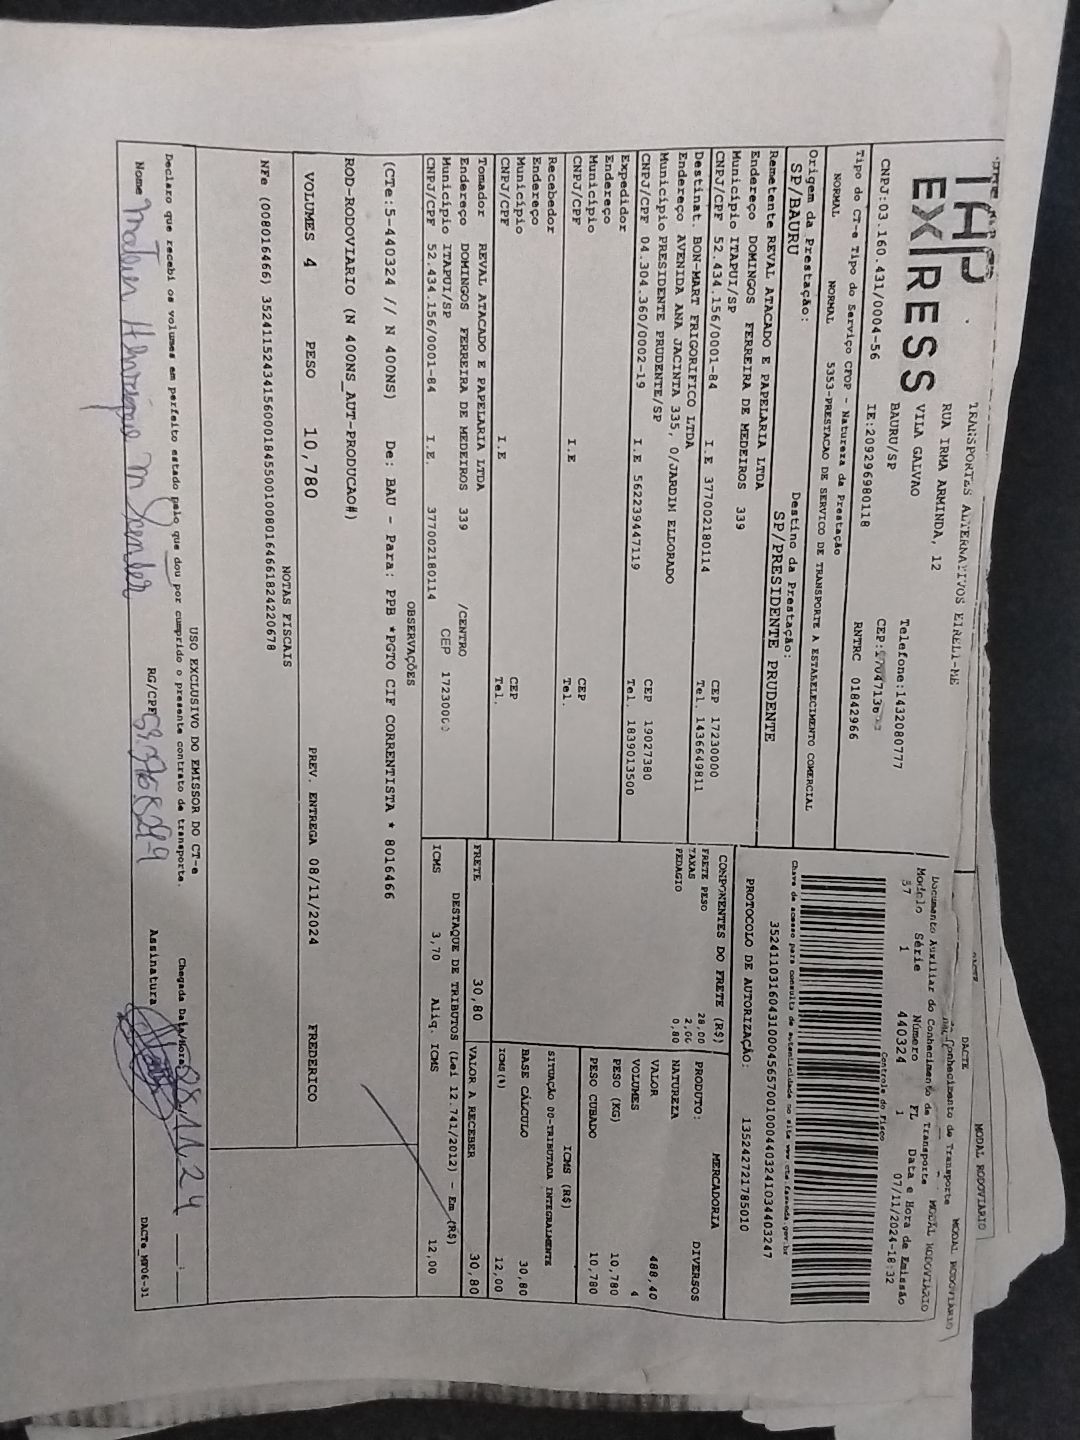 TAP EXPRESS
TRANSPORTES ALTERNATIVOS EIRELI-ME
RUA IRMA ARMINDA, 12
VILA GALVAO
BAURU/SP
Telefone:1432080777
CNPJ:03.160.431/0004-56 IE:209296980118 RNTRC 01842966
DACTE MODAL RODOVIARIO
Documento Auxiliar do Conhecimento de Transporte MODAL RODOVIARIO
Modelo Série Número FL Data e Hora de Emissão
57 1 440324 1 07/11/2024-18:32
Controle do Fisco
Chave de acesso para consulta de autenticidade no site www.cte.fazenda.gov.br
PROTOCOLO DE AUTORIZAÇÃO: 135242721785010
Tipo do CT-e Tipo do Serviço CFOP - Natureza da Prestação
NORMAL NORMAL 5353-PRESTACAO DE SERVICO DE TRANSPORTE A ESTABELECIMENTO COMERCIAL
Origem da Prestação: Destino da Prestação:
SP/BAURU SP/PRESIDENTE PRUDENTE
Remetente REVAL ATACADO E PAPELARIA LTDA
Endereço DOMINGOS FERREIRA DE MEDEIROS 339
Município ITAPUI/SP CEP 17230000
CNPJ/CPF 52.434.156/0001-84 I.E 377002180114 Tel. 1436649811
Destinat. BON-MART FRIGORIFICO LTDA
Endereço AVENIDA ANA JACINTA 335, 0/JARDIM ELDORADO
Município PRESIDENTE PRUDENTE/SP CEP 19027380
CNPJ/CPF 04.304.360/0002-19 I.E 562239447119 Tel. 1839013500
Expedidor
Endereço
Município CEP
CNPJ/CPF I.E Tel.
Recebedor
Endereço
Município CEP
CNPJ/CPF I.E Tel.
Tomador REVAL ATACADO E PAPELARIA LTDA
Endereço DOMINGOS FERREIRA DE MEDEIROS 339 /CENTRO
Município ITAPUI/SP CEP 17230000
CNPJ/CPF 52.434.156/0001-84 I.E. 377002180114
COMPONENTES DO FRETE (R$)
FRETE PESO 28,00
TAXAS 2,00
PEDAGIO 0,80
PRODUTO: MERCADORIA
NATUREZA DIVERSOS
VALOR 488,40
VOLUMES 4
PESO (KG) 10,780
PESO CUBADO 10,780
ICMS (R$)
SITUAÇÃO 00-TRIBUTADA INTEGRALMENTE
BASE CÁLCULO 30,80
ICMS(%) 12,00
FRETE 30,80 VALOR A RECEBER 30,80
DESTAQUE DE TRIBUTOS (Lei 12.741/2012) - Em (R$)
ICMS 3,70 Aliq. ICMS 12,00
OBSERVAÇÕES
(CTe:5-440324 // N 400NS) De: BAU - Para: PPB *PGTO CIF CORRENTISTA * 8016466
ROD-RODOVIARIO (N 400NS_AUT-PRODUCAO#)
VOLUMES 4 PESO 10,780 PREV. ENTREGA 08/11/2024 FREDERICO
NOTAS FISCAIS
NFe (008016466) 35241152434156000184550010080164661824220678
USO EXCLUSIVO DO EMISSOR DO CT-e
Declaro que recebi os volumes em perfeito estado pelo que dou por cumprido o presente contrato de transporte. Chegada Data/Hora
Nome RG/CPF Assinatura
DACTe_MP06-31